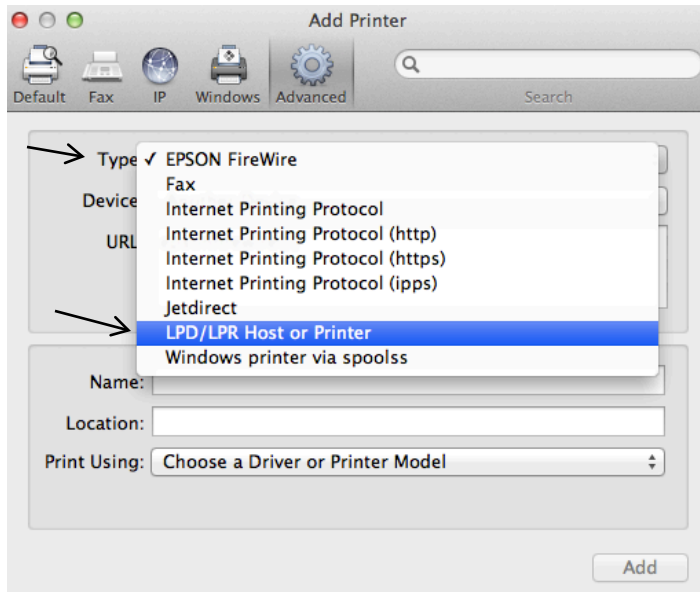 Add Printer
Default Fax IP Windows Advanced Search
Type ✓ EPSON FireWire
Fax
Device
Internet Printing Protocol
URL
Internet Printing Protocol (http)
Internet Printing Protocol (https)
Internet Printing Protocol (ipps)
Jetdirect
LPD/LPR Host or Printer
Windows printer via spoolss
Name:
Location:
Print Using: Choose a Driver or Printer Model
Add